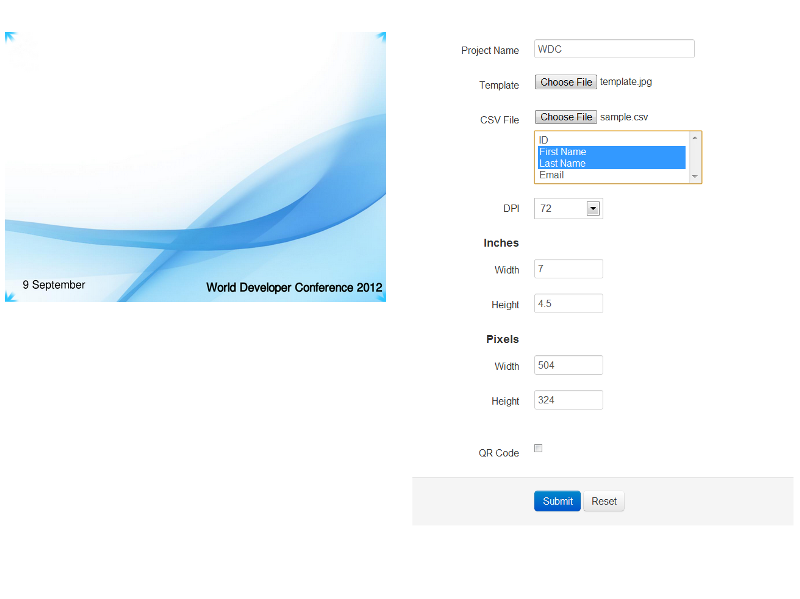 9 September
World Developer Conference 2012
Project Name WDC
Template Choose File template.jpg
CSV File Choose File sample.csv
ID
First Name
Last Name
Email
DPI 72
Inches
Width 7
Height 4.5
Pixels
Width 504
Height 324
QR Code
Submit Reset